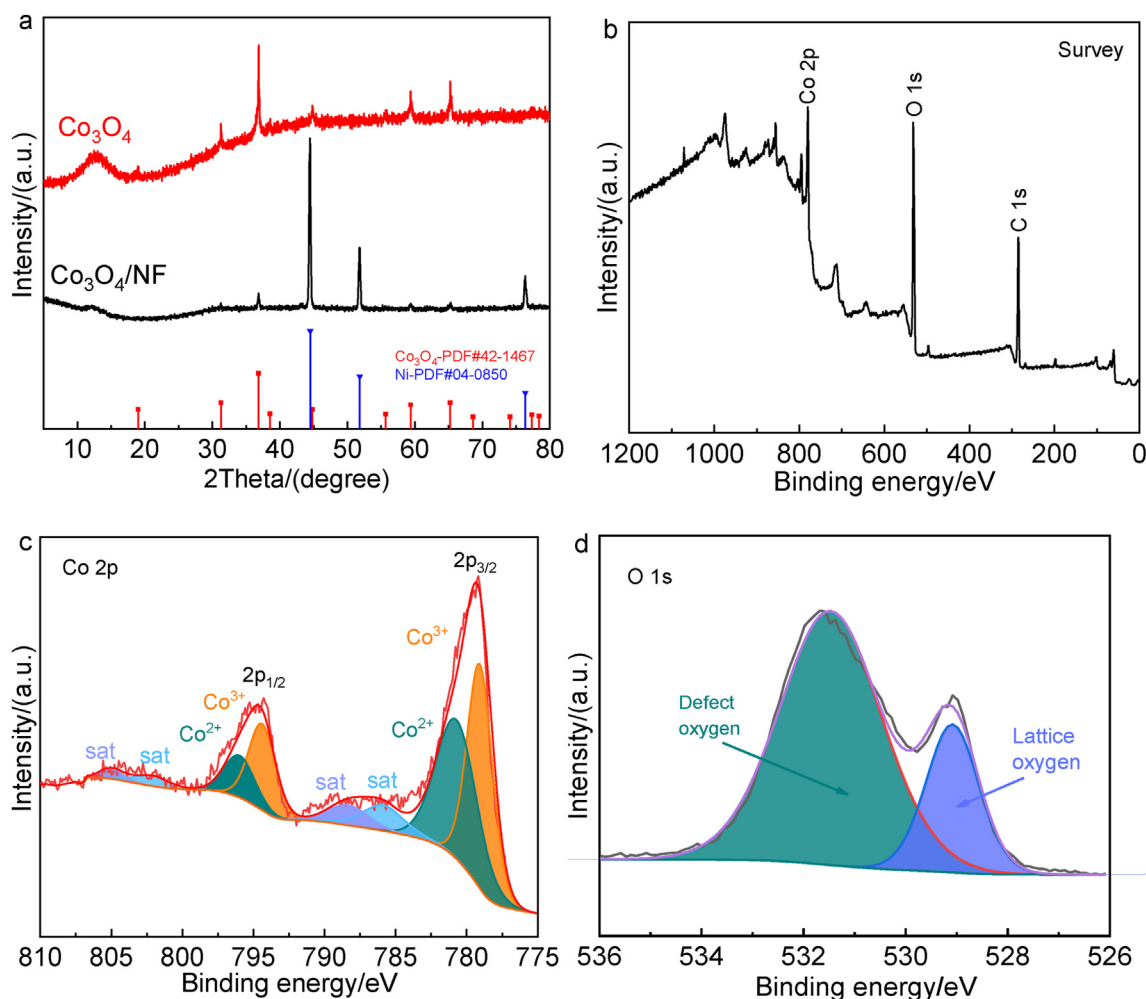 a
Co₃O₄
Co₃O₄/NF
Co₃O₄-PDF#42-1467
Ni-PDF#04-0850
Intensity/(a.u.)
10 20 30 40 50 60 70 80
2Theta/(degree)
b
Survey
Co 2p
O 1s
C 1s
Intensity/(a.u.)
1200 1000 800 600 400 200 0
Binding energy/eV
c
Co 2p
2p₃/₂
Co³⁺
2p₁/₂
Co³⁺
Co²⁺
Co²⁺
sat
sat
sat
sat
Intensity/(a.u.)
810 805 800 795 790 785 780 775
Binding energy/eV
d
O 1s
Defect
oxygen
Lattice
oxygen
Intensity/(a.u.)
536 534 532 530 528 526
Binding energy/eV